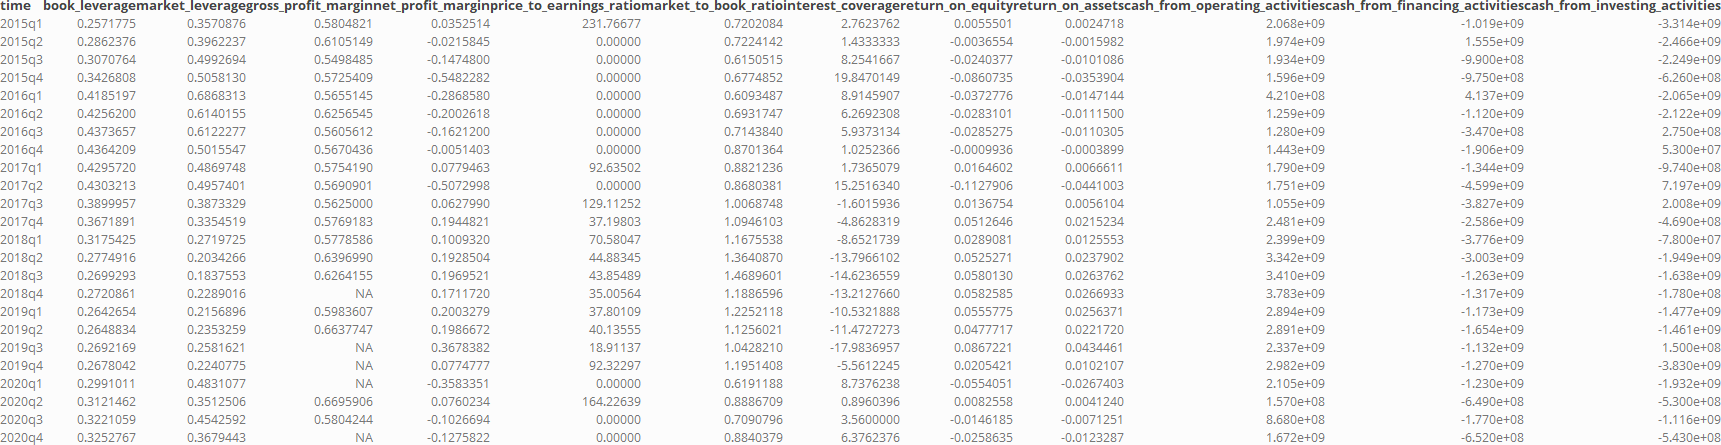 time book_leveragemarket_leveragegross_profit_marginnet_profit_marginprice_to_earnings_ratiomarket_to_book_ratiointerest_coveragereturn_on_equityreturn_on_assetscash_from_operating_activitiescash_from_financing_activitiescash_from_investing_activities
2015q1 0.2571775 0.3570876 0.5804821 0.0352514 231.76677 0.7202084 2.7623762 0.0055501 0.0024718 2.068e+09 -1.019e+09 -3.314e+09
2015q2 0.2862376 0.3962237 0.6105149 -0.0215845 0.00000 0.7224142 1.4333333 -0.0036554 -0.0015982 1.974e+09 1.555e+09 -2.466e+09
2015q3 0.3070764 0.4992694 0.5498485 -0.1474800 0.00000 0.6150515 8.2541667 -0.0240377 -0.0101086 1.934e+09 -9.900e+08 -2.249e+09
2015q4 0.3426808 0.5058130 0.5725409 -0.5482282 0.00000 0.6774852 19.8470149 -0.0860735 -0.0353904 1.596e+09 -9.750e+08 -6.260e+08
2016q1 0.4185197 0.6868313 0.5655145 -0.2868580 0.00000 0.6093487 8.9145907 -0.0372776 -0.0147144 4.210e+08 4.137e+09 -2.065e+09
2016q2 0.4256200 0.6140155 0.6256545 -0.2002618 0.00000 0.6931747 6.2692308 -0.0283101 -0.0111500 1.259e+09 -1.120e+09 -2.122e+09
2016q3 0.4373657 0.6122277 0.5605612 -0.1621200 0.00000 0.7143840 5.9373134 -0.0285275 -0.0110305 1.280e+09 -3.470e+08 2.750e+08
2016q4 0.4364209 0.5015547 0.5670436 -0.0051403 0.00000 0.8701364 1.0252366 -0.0009936 -0.0003899 1.443e+09 -1.906e+09 5.300e+07
2017q1 0.4295720 0.4869748 0.5754190 0.0779463 92.63502 0.8821236 1.7365079 0.0164602 0.0066611 1.790e+09 -1.344e+09 -9.740e+08
2017q2 0.4303213 0.4957401 0.5690901 -0.5072998 0.00000 0.8680381 15.2516340 -0.1127906 -0.0441003 1.751e+09 -4.599e+09 7.197e+09
2017q3 0.3899957 0.3873329 0.5625000 0.0627990 129.11252 1.0068748 -1.6015936 0.0136754 0.0056104 1.055e+09 -3.827e+09 2.008e+09
2017q4 0.3671891 0.3354519 0.5769183 0.1944821 37.19803 1.0946103 -4.8628319 0.0512646 0.0215234 2.481e+09 -2.586e+09 -4.690e+08
2018q1 0.3175425 0.2719725 0.5778586 0.1009320 70.58047 1.1675538 -8.6521739 0.0289081 0.0125553 2.399e+09 -3.776e+09 -7.800e+07
2018q2 0.2774916 0.2034266 0.6396990 0.1928504 44.88345 1.3640870 -13.7966102 0.0525271 0.0237902 3.342e+09 -3.003e+09 -1.949e+09
2018q3 0.2699293 0.1837553 0.6264155 0.1969521 43.85489 1.4689601 -14.6236559 0.0580130 0.0263762 3.410e+09 -1.263e+09 -1.638e+09
2018q4 0.2720861 0.2289016 NA 0.1711720 35.00564 1.1886596 -13.2127660 0.0582585 0.0266933 3.783e+09 -1.317e+09 -1.780e+08
2019q1 0.2642654 0.2156896 0.5983607 0.2003279 37.80109 1.2252118 -10.5321888 0.0555775 0.0256371 2.894e+09 -1.173e+09 -1.477e+09
2019q2 0.2648834 0.2353259 0.6637747 0.1986672 40.13555 1.1256021 -11.4727273 0.0477717 0.0221720 2.891e+09 -1.654e+09 -1.461e+09
2019q3 0.2692169 0.2581621 NA 0.3678382 18.91137 1.0428210 -17.9836957 0.0867221 0.0434461 2.337e+09 -1.132e+09 1.500e+08
2019q4 0.2678042 0.2240775 NA 0.0774777 92.32297 1.1951408 -5.5612245 0.0205421 0.0102107 2.982e+09 -1.270e+09 -3.830e+09
2020q1 0.2991011 0.4831077 NA -0.3583351 0.00000 0.6191188 8.7376238 -0.0554051 -0.0267403 2.105e+09 -1.230e+09 -1.932e+09
2020q2 0.3121462 0.3512506 0.6695906 0.0760234 164.22639 0.8886709 0.8960396 0.0082558 0.0041240 1.570e+08 -6.490e+08 -5.300e+08
2020q3 0.3221059 0.4542592 0.5804244 -0.1026694 0.00000 0.7090796 3.5600000 -0.0146185 -0.0071251 8.680e+08 -1.770e+08 -1.116e+09
2020q4 0.3252767 0.3679443 NA -0.1275822 0.00000 0.8840379 6.3762376 -0.0258635 -0.0123287 1.672e+09 -6.520e+08 -5.430e+08